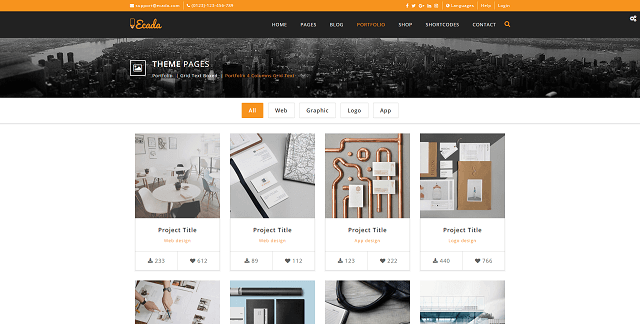 support@ecada.com | (0123) 123-456-789
Languages | Help | Login
Ecada
HOME PAGES BLOG PORTFOLIO SHOP SHORTCODES CONTACT
THEME PAGES
Portfolio | Grid Text Boxed | Portfolio 4 Columns Grid Text
All Web Graphic Logo App
Project Title Project Title Project Title Project Title
Web design Web design App design Logo design
233 612 89 112 123 222 440 766